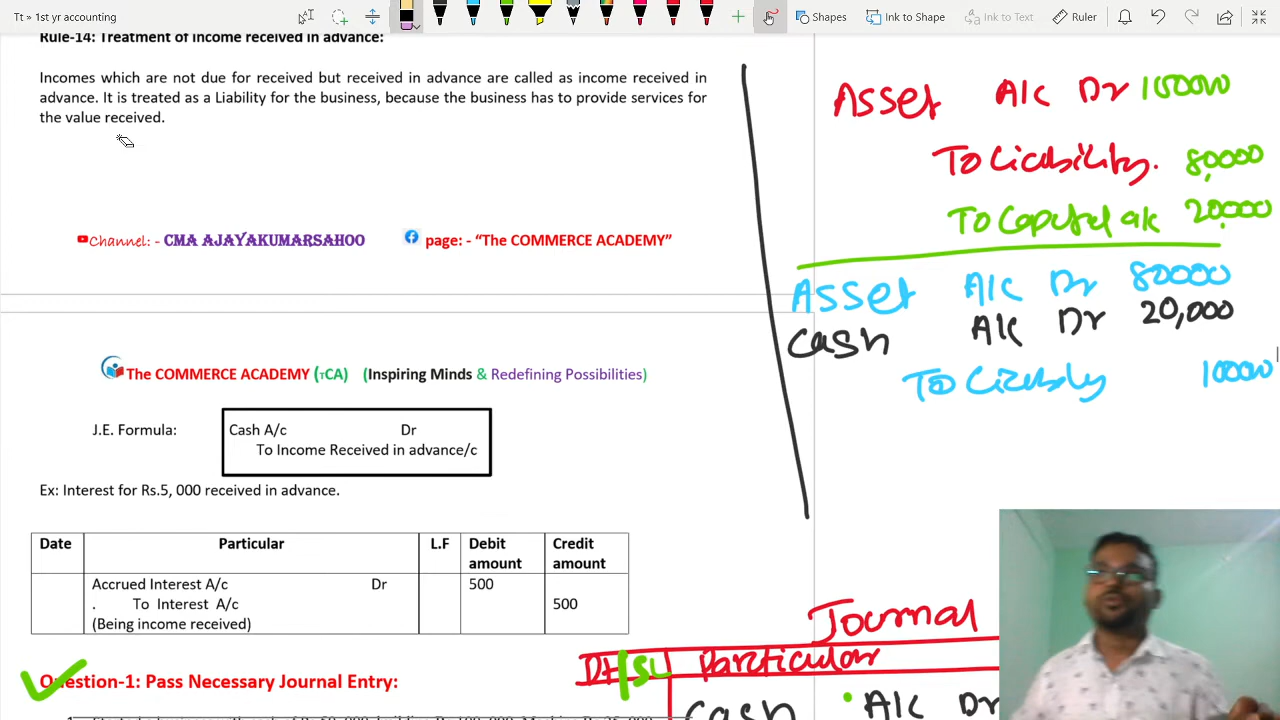 Tt » 1st yr accounting
Shapes
Ink to Shape
Ink to Text
Ruler
Rule-14: Treatment of income received in advance:
Incomes which are not due for received but received in advance are called as income received in
advance. It is treated as a Liability for the business, because the business has to provide services for
the value received.
Channel: - CMA AJAYAKUMARSAHOO page: - “The COMMERCE ACADEMY”
The COMMERCE ACADEMY (TCA) (Inspiring Minds & Redefining Possibilities)
J.E. Formula:
Cash A/c Dr
To Income Received in advance/c
Ex: Interest for Rs.5, 000 received in advance.
Date Particular L.F Debit amount Credit amount
Accrued Interest A/c Dr 500
. To Interest A/c 500
(Being income received)
Question-1: Pass Necessary Journal Entry:
Asset A/c Dr 100000
To Liability. 80,000
To Capital A/c 20,000
Asset A/c Dr 80000
Cash A/c Dr 20,000
To Liability 100000
Journal
Dt/SL Particular
Cash A/c Dr